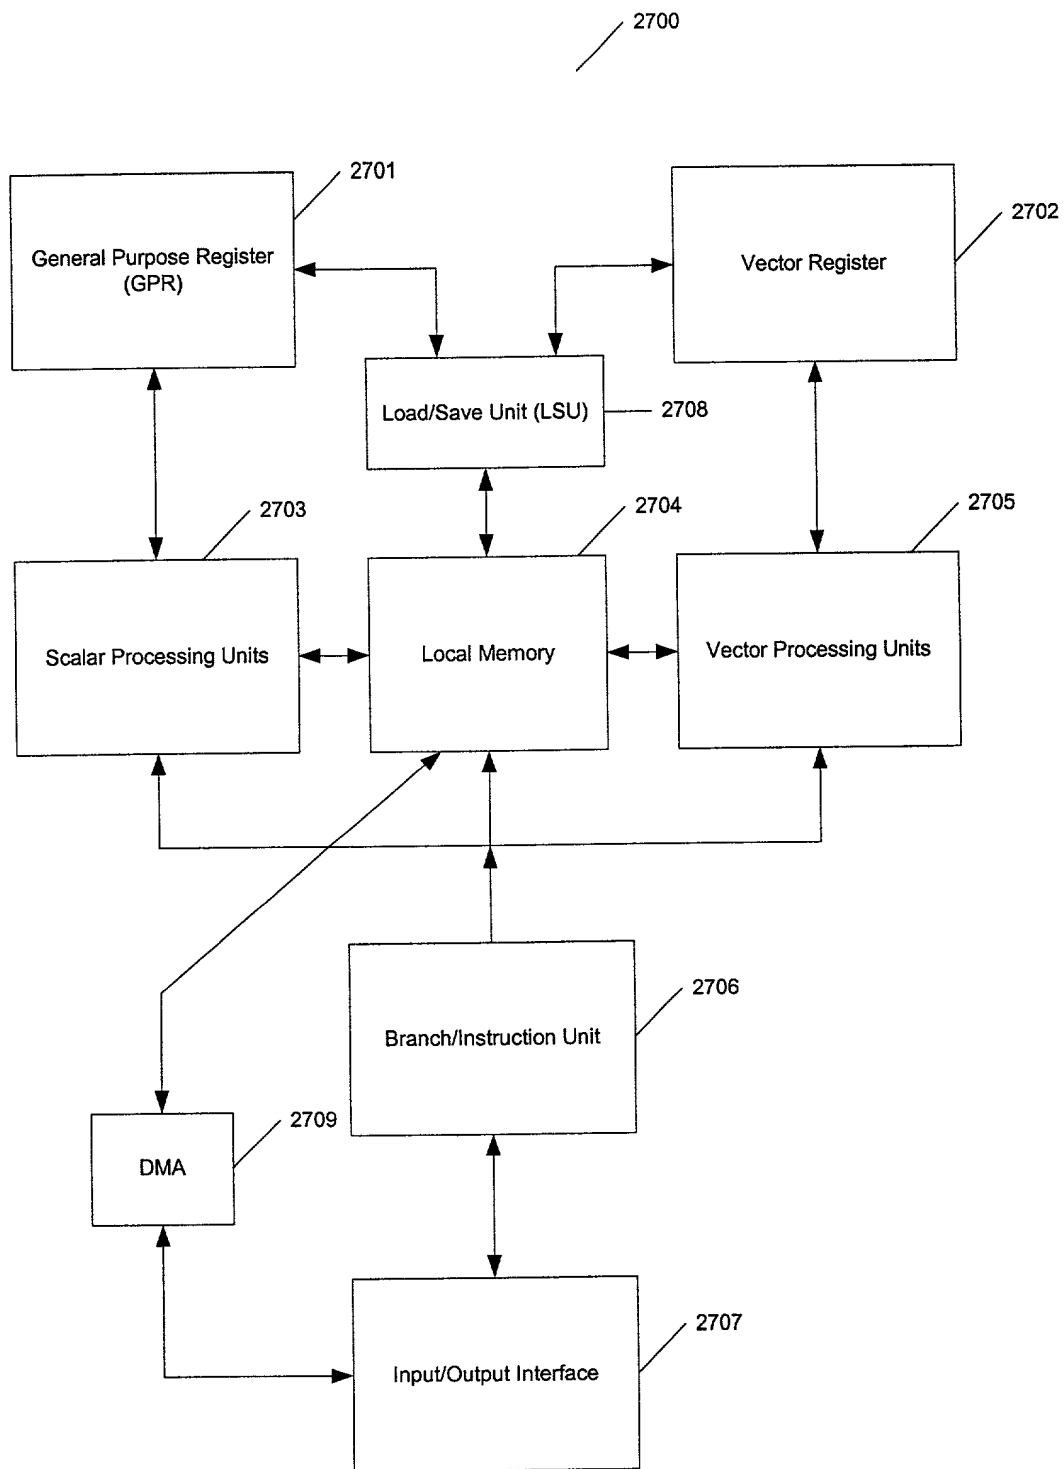 2700
2701
2702
General Purpose Register
(GPR)
Vector Register
Load/Save Unit (LSU)
2708
2703
2704
2705
Scalar Processing Units
Local Memory
Vector Processing Units
2706
Branch/Instruction Unit
2709
DMA
2707
Input/Output Interface